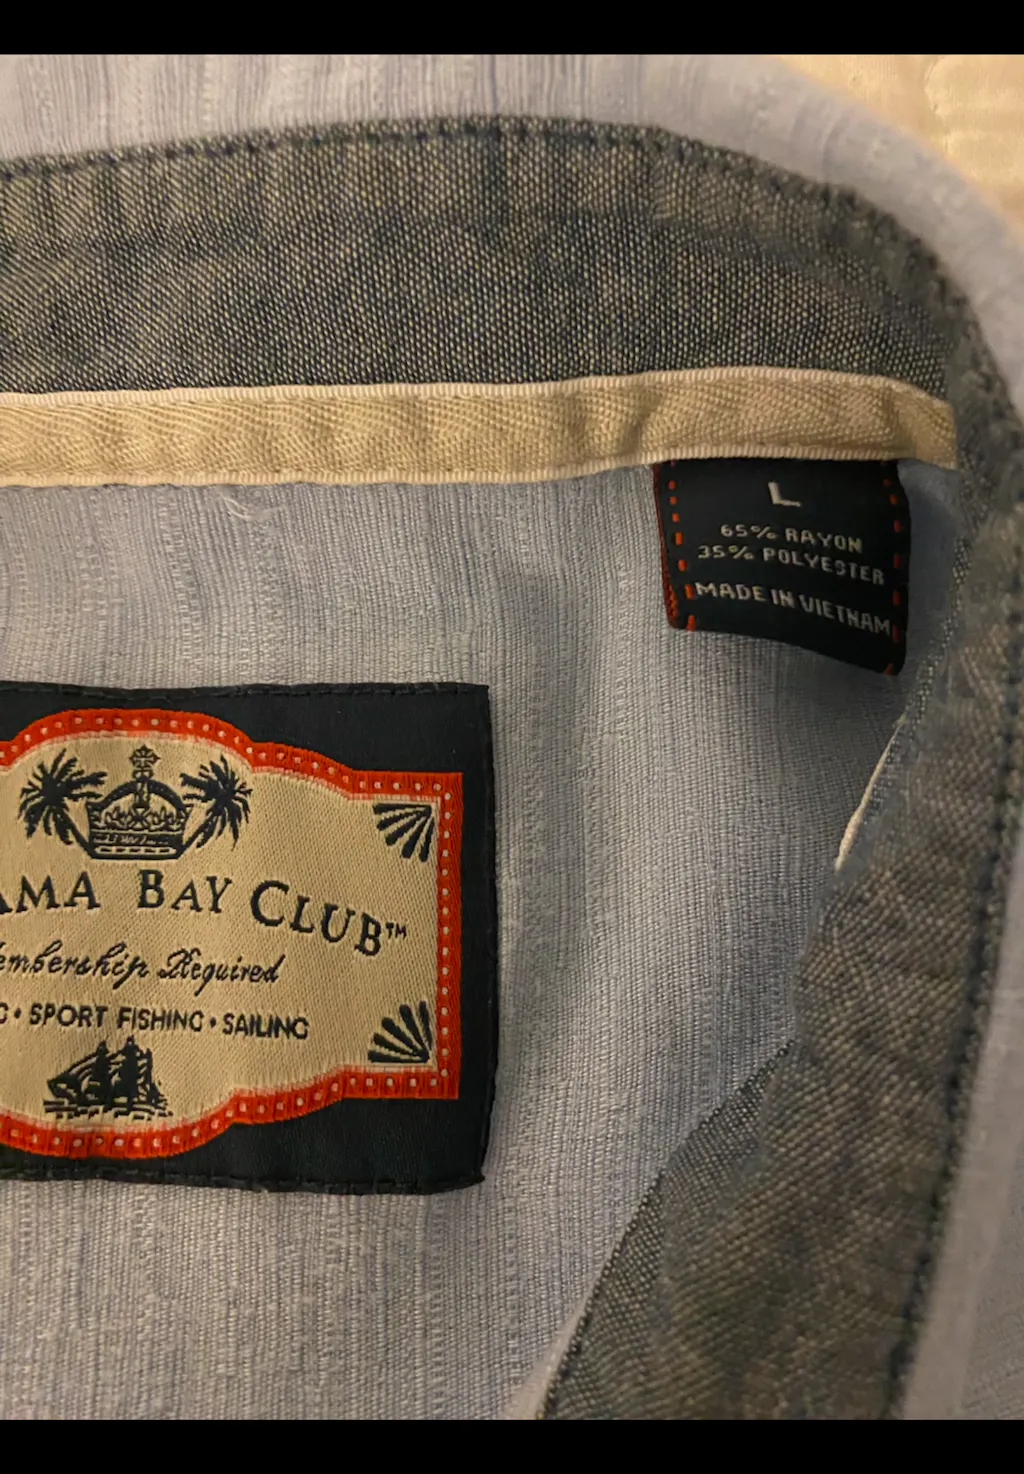 L
65% RAYON
35% POLYESTER
MADE IN VIETNAM
AMA BAY CLUB™
embership Required
G • SPORT FISHING • SAILING